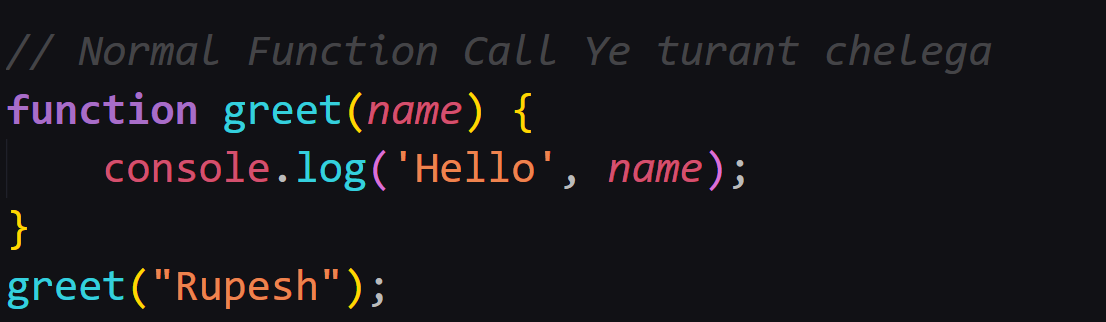 // Normal Function Call Ye turant chelega
function greet(name) {
    console.log('Hello', name);
}
greet("Rupesh");